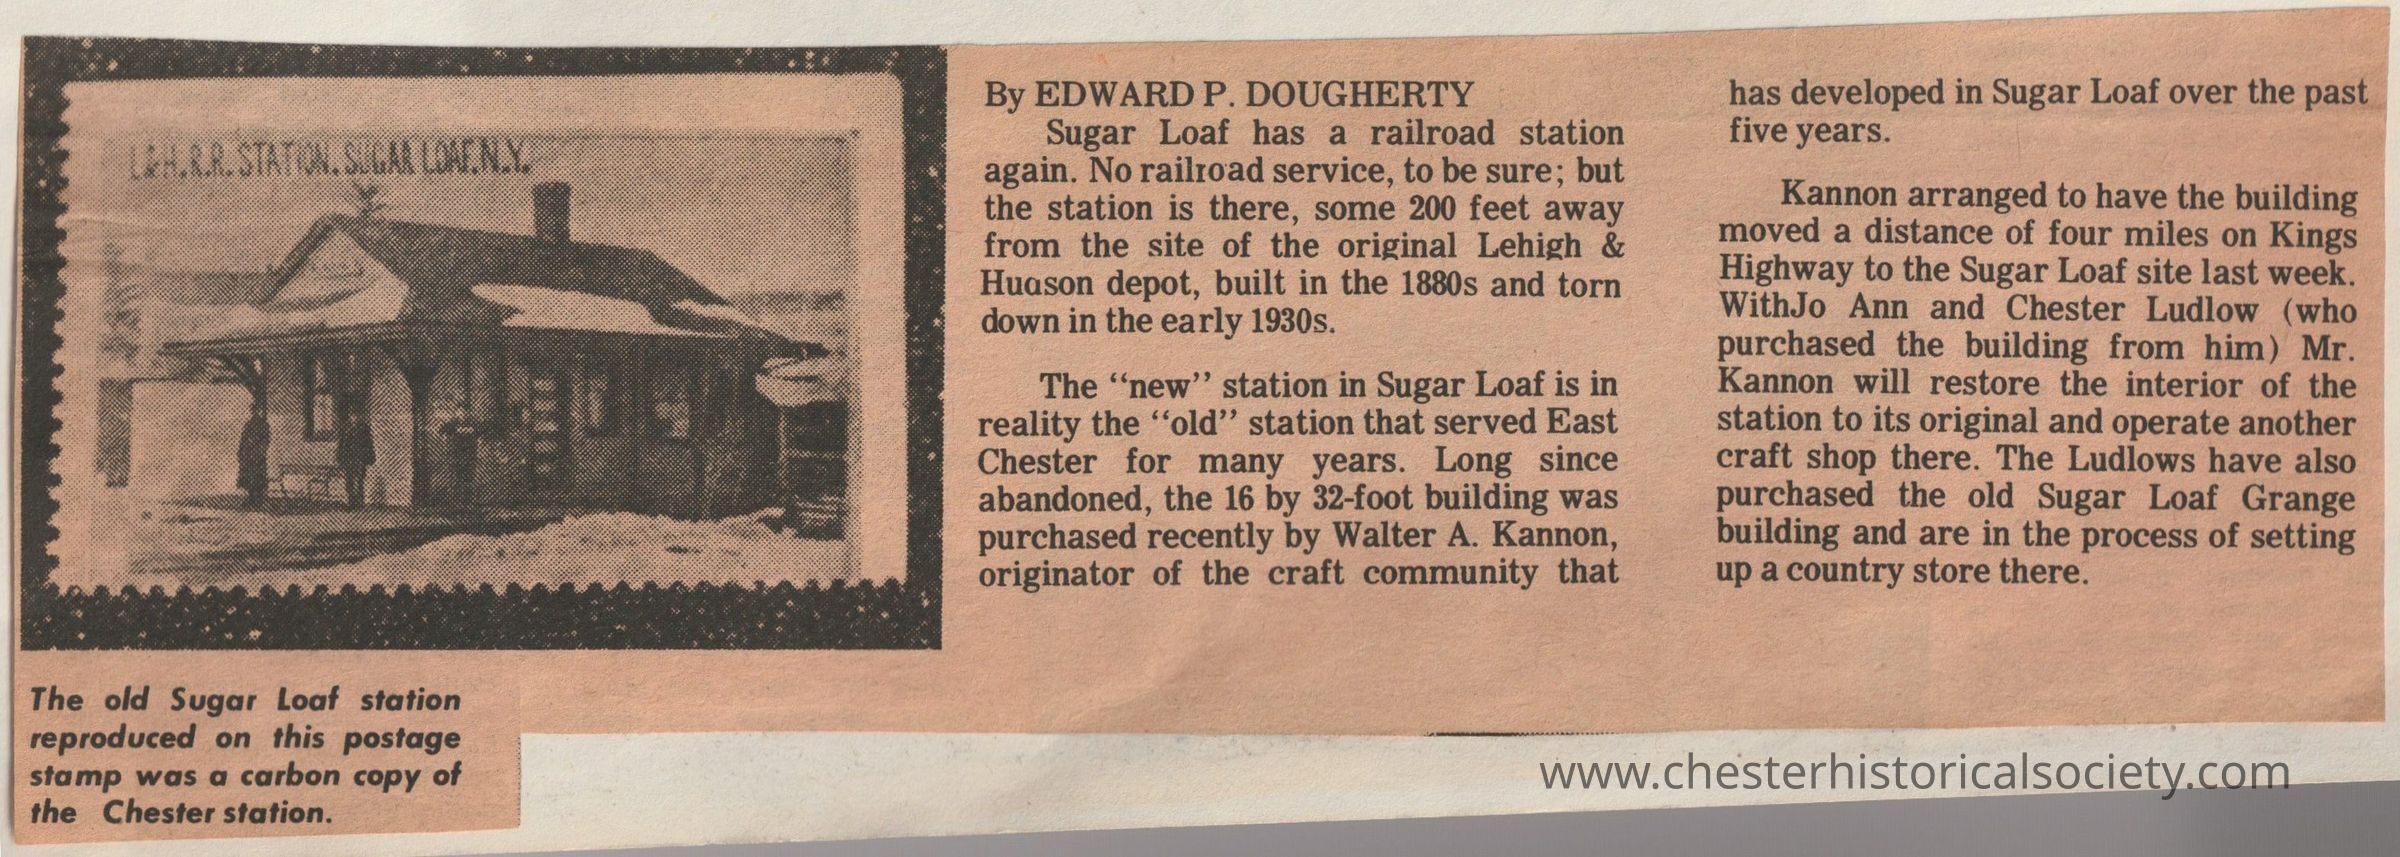 L&H.R.R. STATION. SUGAR LOAF.N.Y.
The old Sugar Loaf station
reproduced on this postage
stamp was a carbon copy of
the Chester station.
By EDWARD P. DOUGHERTY
Sugar Loaf has a railroad station
again. No railroad service, to be sure; but
the station is there, some 200 feet away
from the site of the original Lehigh &
Hudson depot, built in the 1880s and torn
down in the early 1930s.
The "new" station in Sugar Loaf is in
reality the "old" station that served East
Chester for many years. Long since
abandoned, the 16 by 32-foot building was
purchased recently by Walter A. Kannon,
originator of the craft community that
has developed in Sugar Loaf over the past
five years.
Kannon arranged to have the building
moved a distance of four miles on Kings
Highway to the Sugar Loaf site last week.
WithJo Ann and Chester Ludlow (who
purchased the building from him) Mr.
Kannon will restore the interior of the
station to its original and operate another
craft shop there. The Ludlows have also
purchased the old Sugar Loaf Grange
building and are in the process of setting
up a country store there.
www.chesterhistoricalsociety.com